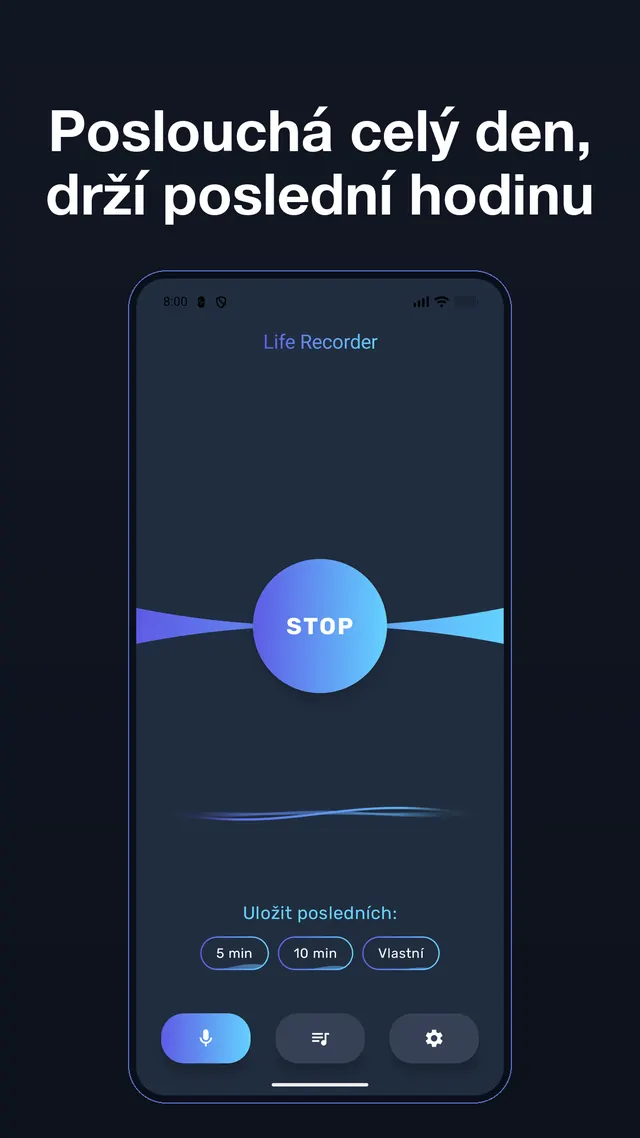 Poslouchá celý den,
drží poslední hodinu
8:00
Life Recorder
STOP
Uložit posledních:
5 min
10 min
Vlastní